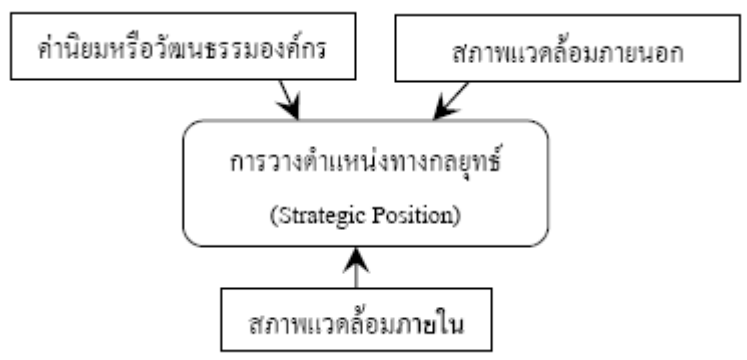 ค่านิยมหรือวัฒนธรรมองค์กร
สภาพแวดล้อมภายนอก
การวางตำแหน่งทางกลยุทธ์
(Strategic Position)
สภาพแวดล้อมภายใน